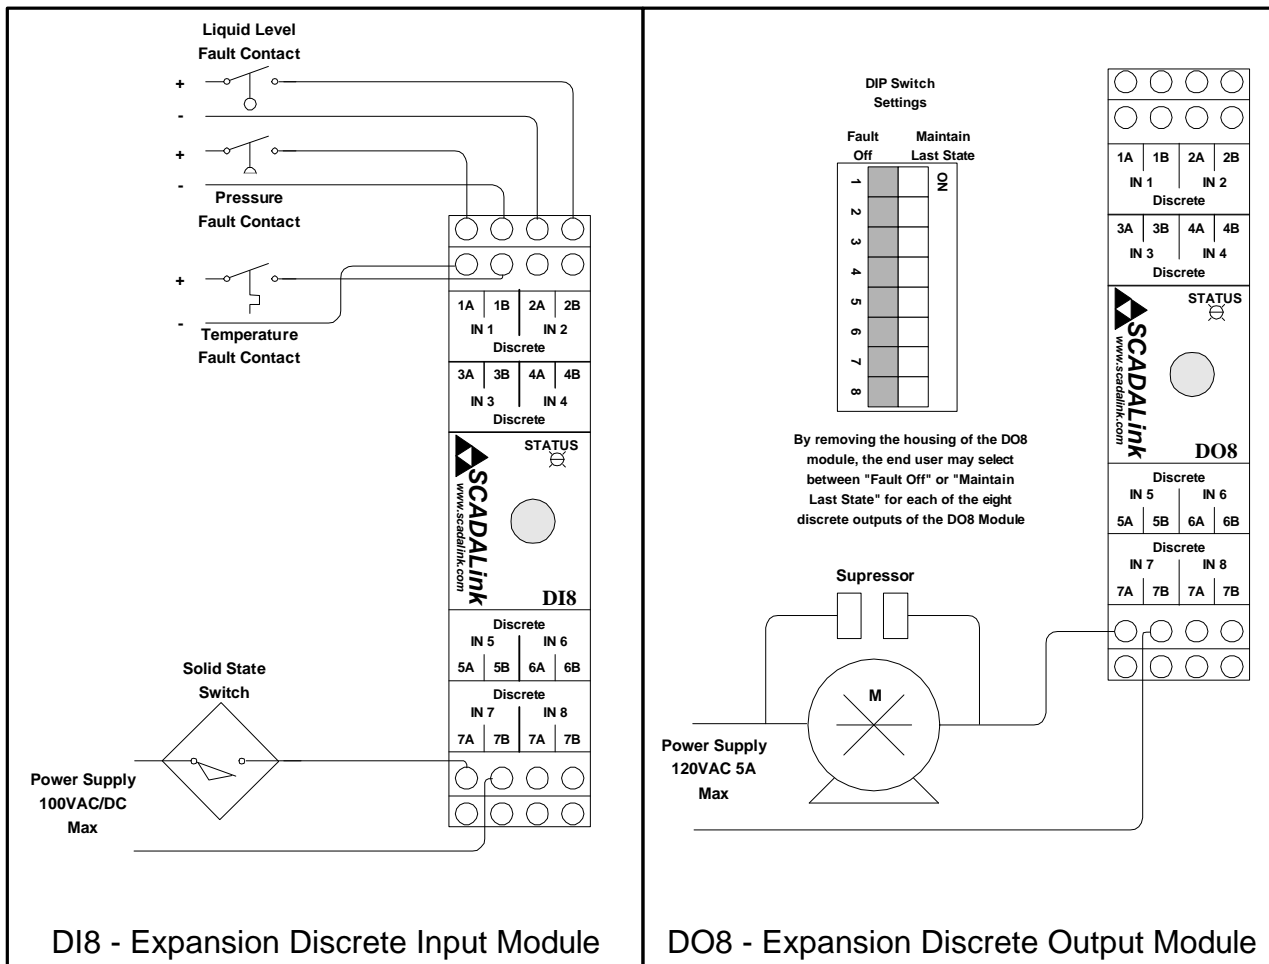 Liquid Level
Fault Contact
+
-
+
-
Pressure
Fault Contact
+
-
Temperature
Fault Contact
1A 1B 2A 2B
IN 1 IN 2
Discrete
3A 3B 4A 4B
IN 3 IN 4
Discrete
STATUS
SCADALink
www.scadalink.com
DI8
Discrete
IN 5 IN 6
5A 5B 6A 6B
Discrete
IN 7 IN 8
7A 7B 7A 7B
Solid State
Switch
Power Supply
100VAC/DC
Max
DI8 - Expansion Discrete Input Module
DIP Switch
Settings
Fault Maintain
Off Last State
ON
1
2
3
4
5
6
7
8
By removing the housing of the DO8
module, the end user may select
between "Fault Off" or "Maintain
Last State" for each of the eight
discrete outputs of the DO8 Module
1A 1B 2A 2B
IN 1 IN 2
Discrete
3A 3B 4A 4B
IN 3 IN 4
Discrete
STATUS
SCADALink
www.scadalink.com
DO8
Discrete
IN 5 IN 6
5A 5B 6A 6B
Discrete
IN 7 IN 8
7A 7B 7A 7B
Supressor
M
Power Supply
120VAC 5A
Max
DO8 - Expansion Discrete Output Module